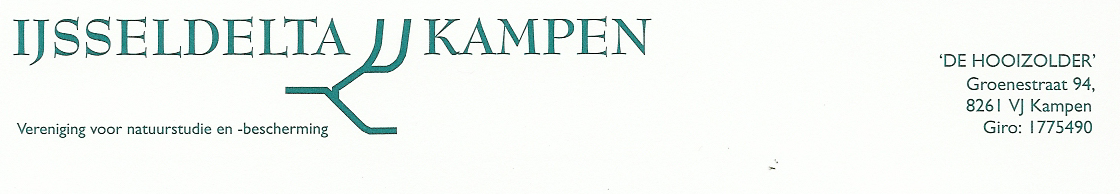 IJSSELDELTA KAMPEN
Vereniging voor natuurstudie en -bescherming
‘DE HOOIZOLDER’
Groenestraat 94,
8261 VJ Kampen
Giro: 1775490